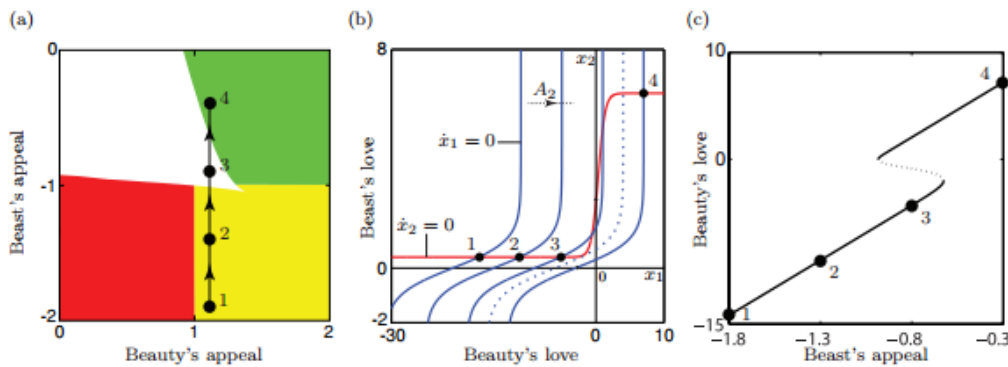 (a)
0
-1
-2
0
1
2
4
3
2
1
Beast's appeal
Beauty's appeal
(b)
8
0
-2
-30
0
10
x₂
x₁
0
A₂
ẋ₁ = 0
ẋ₂ = 0
1
2
3
4
Beast's love
Beauty's love
(c)
10
0
−15
-1.8
-1.3
-0.8
-0.3
4
3
2
1
Beauty's love
Beast's appeal